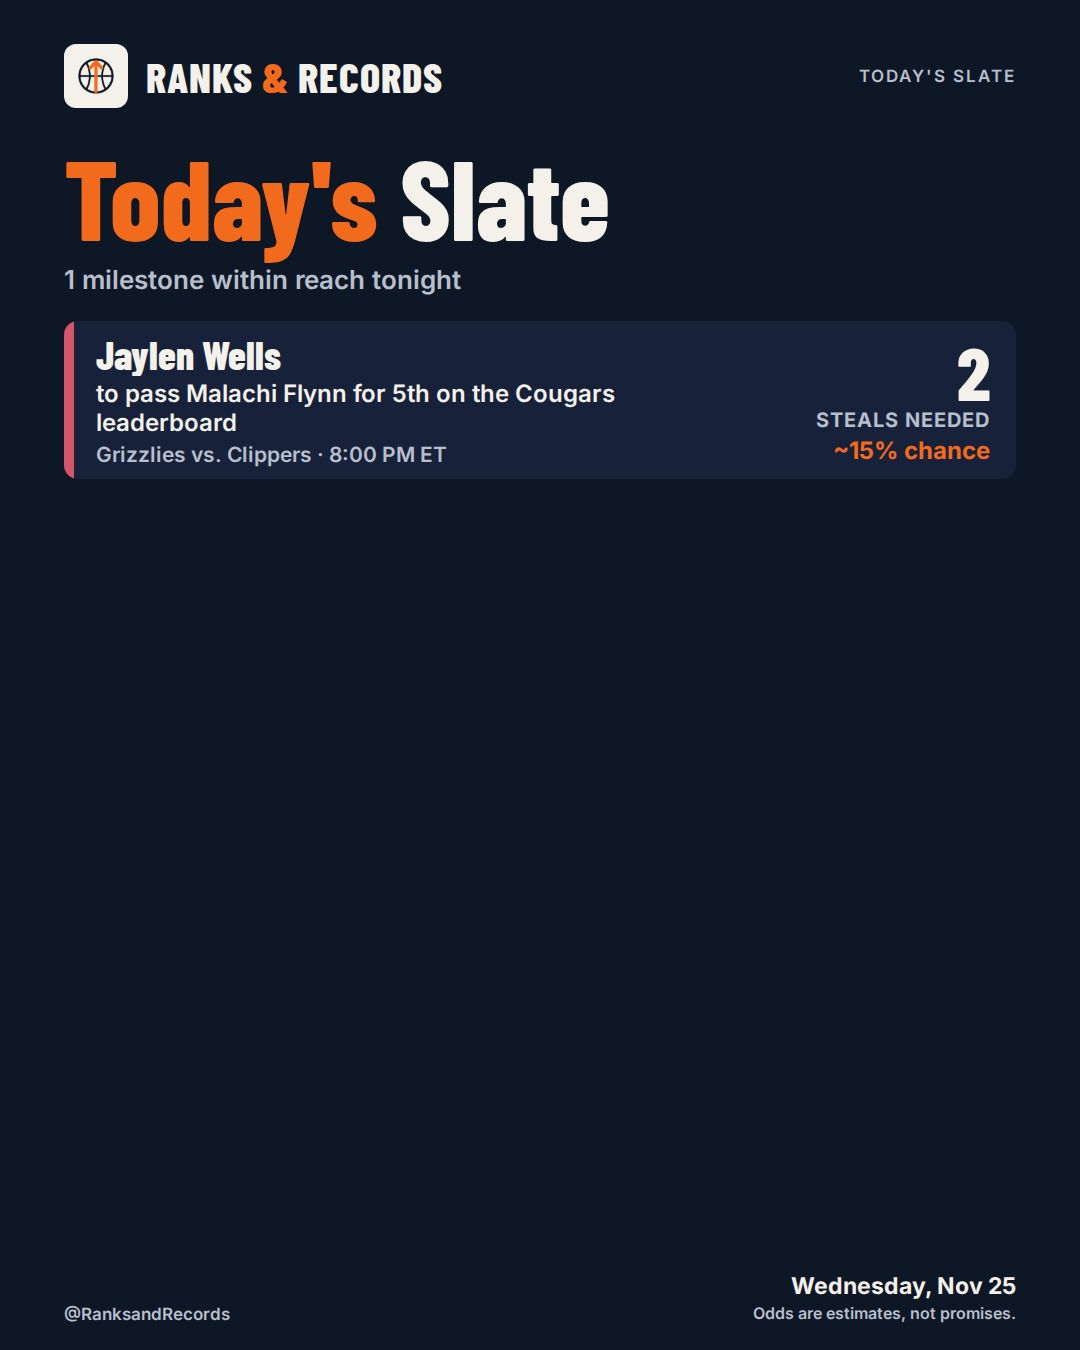 RANKS & RECORDS
TODAY'S SLATE
Today's Slate
1 milestone within reach tonight
Jaylen Wells
to pass Malachi Flynn for 5th on the Cougars
leaderboard
Grizzlies vs. Clippers · 8:00 PM ET
2
STEALS NEEDED
~15% chance
@RanksandRecords
Wednesday, Nov 25
Odds are estimates, not promises.